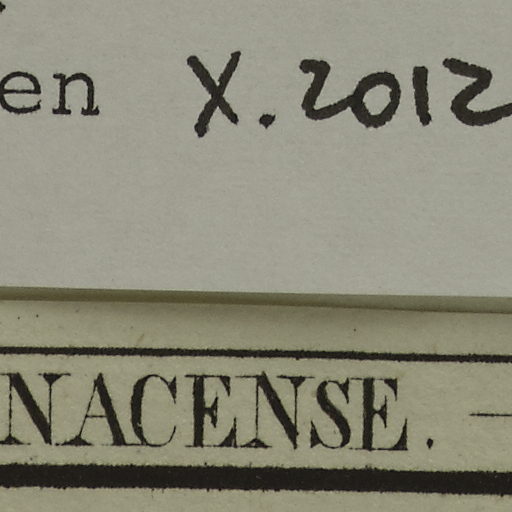 en X.2012
NACENSE. —